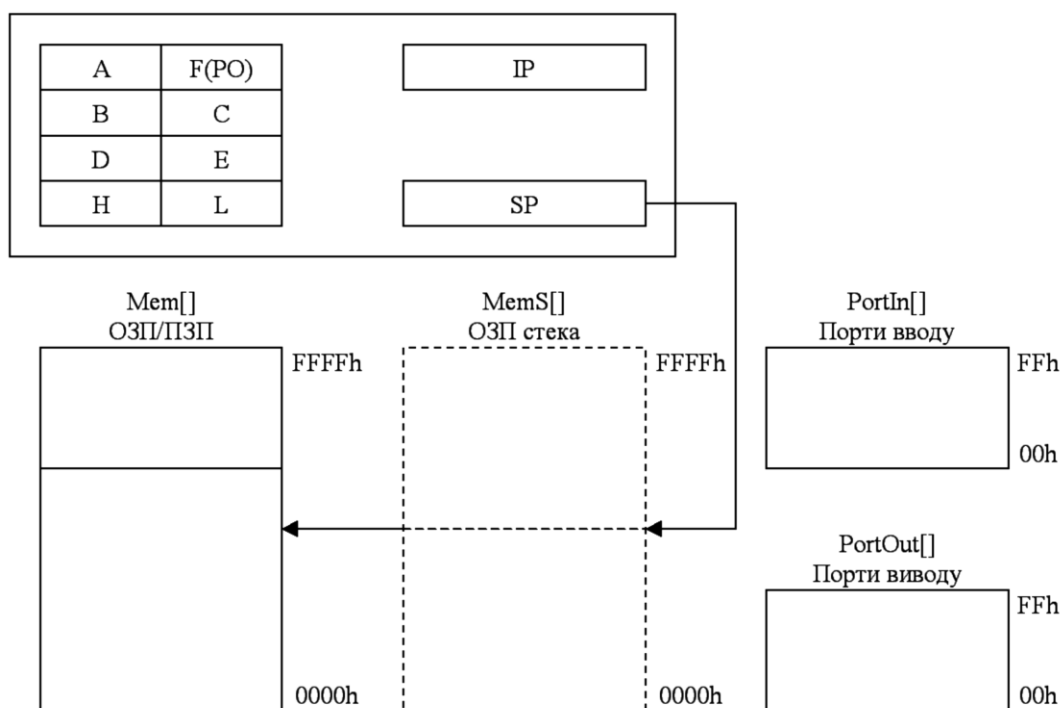 A F(РО) IP
B C
D E
H L SP
Mem[]
ОЗП/ПЗП
FFFFh
0000h
MemS[]
ОЗП стека
FFFFh
0000h
PortIn[]
Порти вводу
FFh
00h
PortOut[]
Порти виводу
FFh
00h